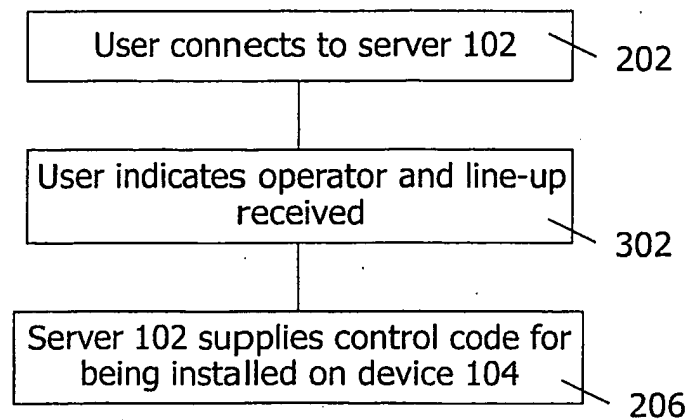 User connects to server 102
202
User indicates operator and line-up
received
302
Server 102 supplies control code for
being installed on device 104
206